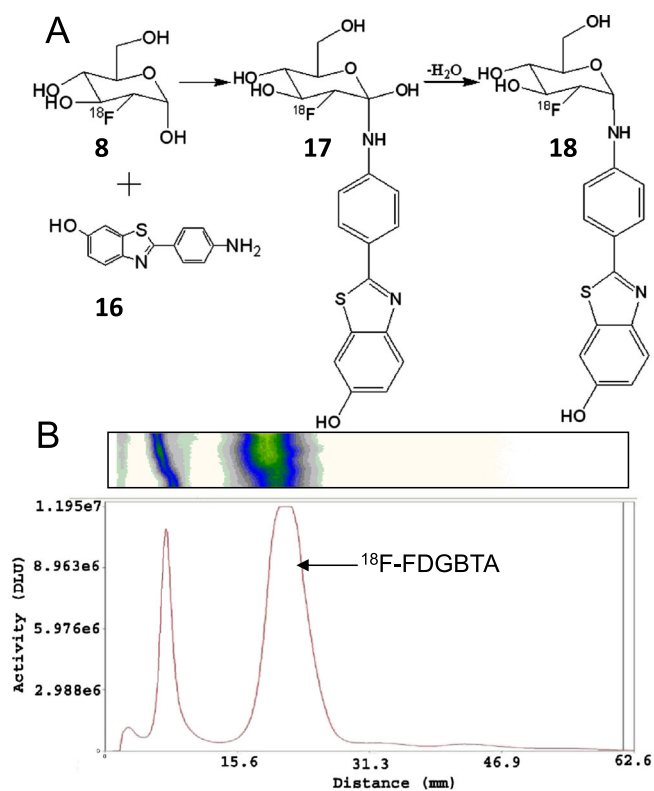 A
OH
HO
O
HO
18F
OH
8
+
HO
S
N
NH2
16
OH
HO
O
HO
18F
OH
17
NH
S
N
HO
-H2O
OH
HO
O
HO
18F
18
NH
S
N
HO
B
1.195e7
8.963e6
5.976e6
2.988e6
0
Activity (DLU)
18F-FDGBTA
15.6 31.3 46.9 62.6
Distance (mm)